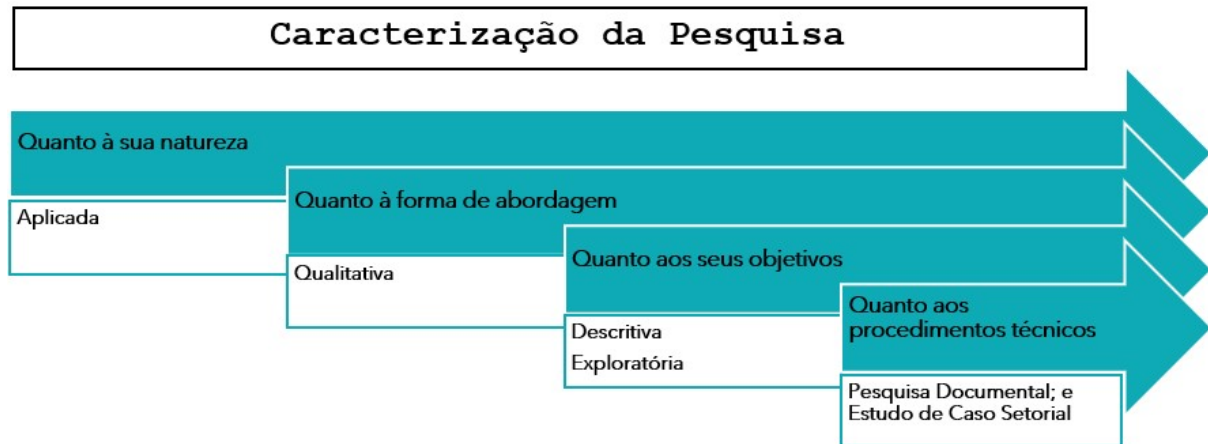 Caracterização da Pesquisa
Quanto à sua natureza
Aplicada
Quanto à forma de abordagem
Qualitativa
Quanto aos seus objetivos
Descritiva
Exploratória
Quanto aos
procedimentos técnicos
Pesquisa Documental; e
Estudo de Caso Setorial